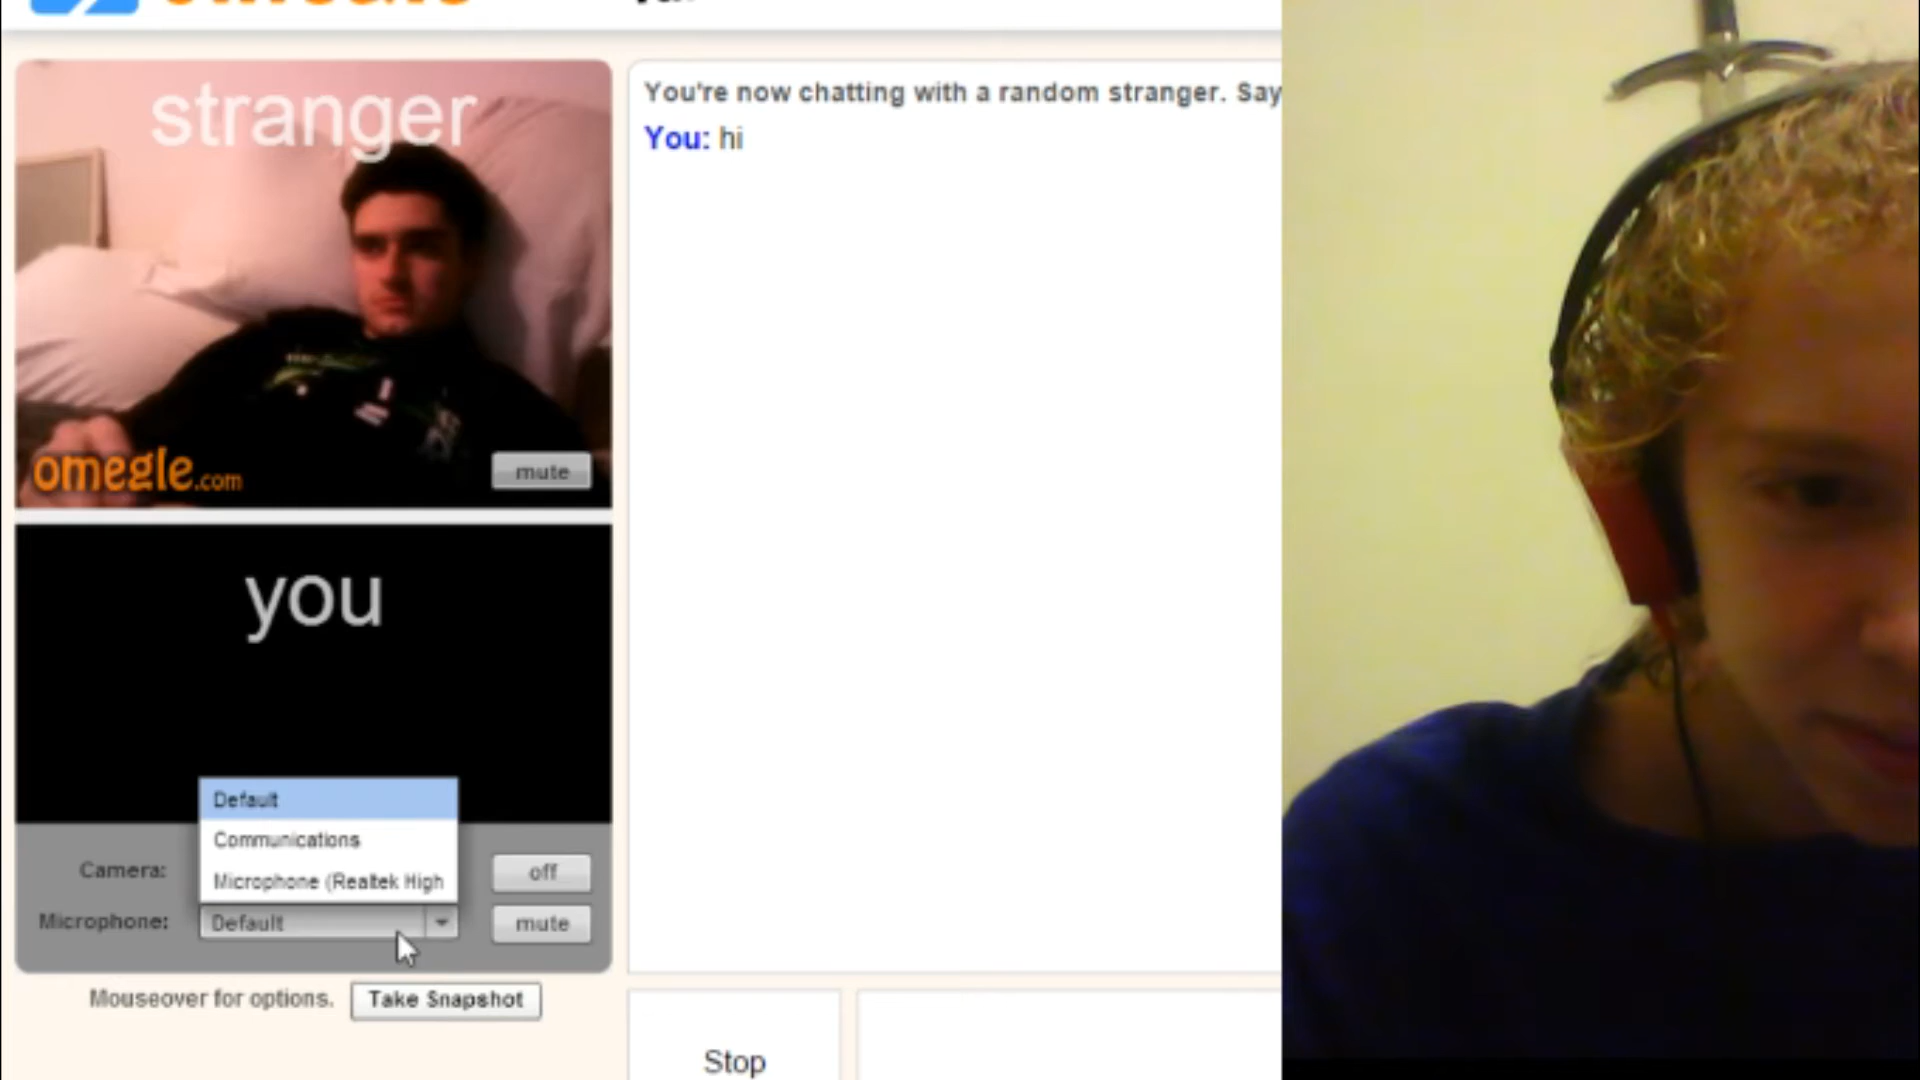 stranger
omegle.com
mute
you
Default
Communications
Microphone (Realtek High
Camera:
off
Microphone:
Default
mute
Mouseover for options.
Take Snapshot
You're now chatting with a random stranger. Say
You: hi
Stop